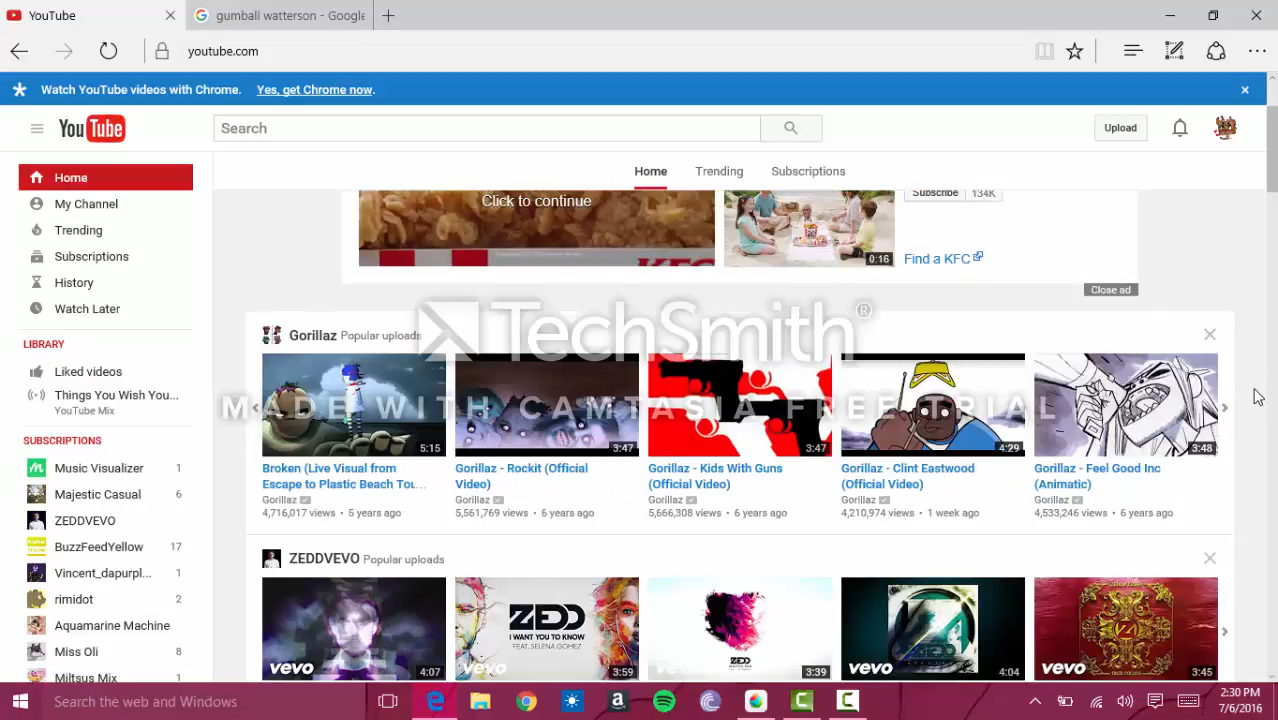 YouTube
gumball watterson - Google
youtube.com
Watch YouTube videos with Chrome. Yes, get Chrome now.
YouTube
Search
Upload
Home Trending Subscriptions
Home
My Channel
Trending
Subscriptions
History
Watch Later
LIBRARY
Liked videos
Things You Wish You...
YouTube Mix
SUBSCRIPTIONS
Music Visualizer 1
Majestic Casual 6
ZEDDVEVO
BuzzFeedYellow 17
Vincent_dapurpl... 1
rimidot 2
Aquamarine Machine
Miss Oli 8
Miltsus Mix 1
Click to continue
KFC
0:16
Subscribe 134K
Find a KFC
Close ad
TechSmith®
MADE WITH CAMTASIA FREE TRIAL
Gorillaz Popular uploads
5:15
3:47
3:47
4:29
3:48
Broken (Live Visual from
Escape to Plastic Beach Tou...
Gorillaz
4,716,017 views • 5 years ago
Gorillaz - Rockit (Official
Video)
Gorillaz
5,561,769 views • 6 years ago
Gorillaz - Kids With Guns
(Official Video)
Gorillaz
5,666,308 views • 6 years ago
Gorillaz - Clint Eastwood
(Official Video)
Gorillaz
4,210,974 views • 1 week ago
Gorillaz - Feel Good Inc
(Animatic)
Gorillaz
4,533,246 views • 6 years ago
ZEDDVEVO Popular uploads
vevo 4:07
ZEDD
I WANT YOU TO KNOW
FEAT. SELENA GOMEZ
vevo 3:59
ZEDD
vevo 3:39
vevo 4:04
vevo 3:45
Search the web and Windows
2:30 PM
7/6/2016